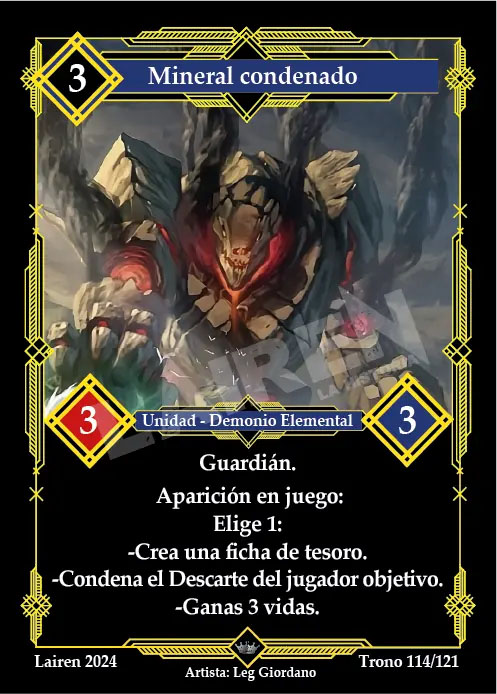 3
Mineral condenado
LAIREN
3
Unidad - Demonio Elemental
3
Guardián.
Aparición en juego:
Elige 1:
-Crea una ficha de tesoro.
-Condena el Descarte del jugador objetivo.
-Ganas 3 vidas.
Lairen 2024
Trono 114/121
Artista: Leg Giordano